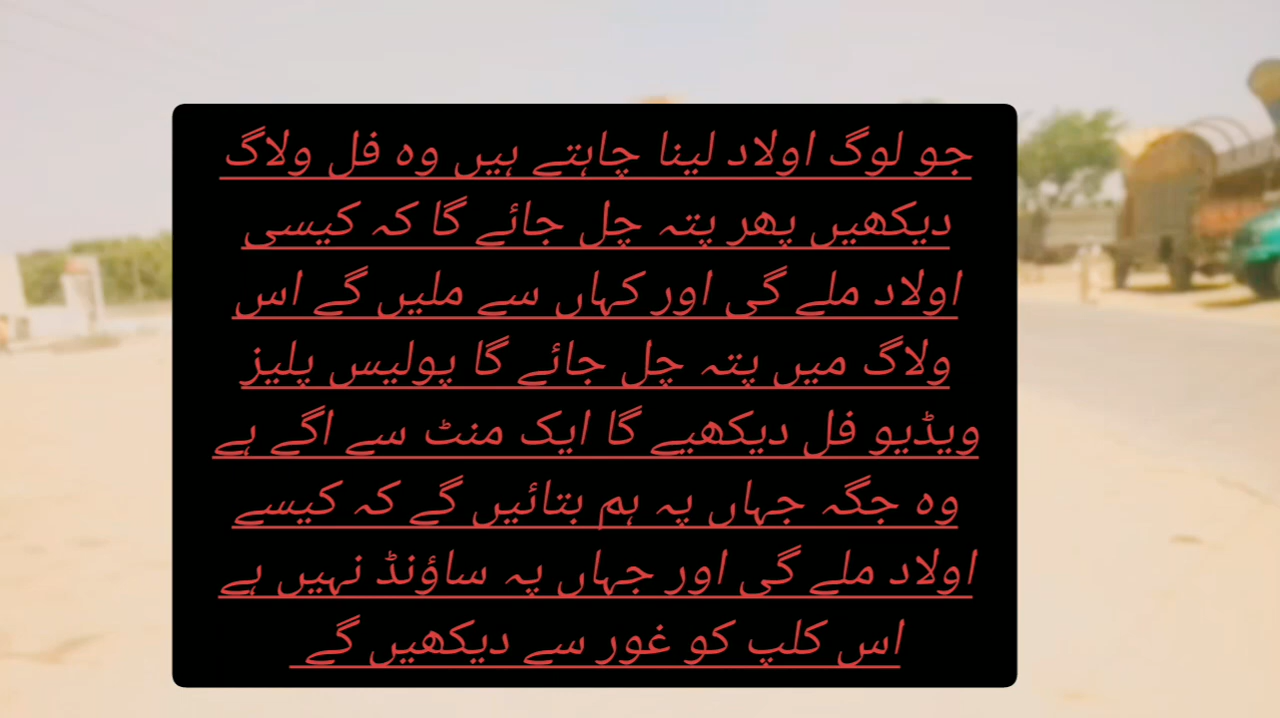 جو لوگ اولاد لینا چاہتے ہیں وہ فل ولاگ
دیکھیں پھر پتہ چل جائے گا کہ کیسی
اولاد ملے گی اور کہاں سے ملیں گے اس
ولاگ میں پتہ چل جائے گا پولیس پلیز
ویڈیو فل دیکھیے گا ایک منٹ سے اگے ہے
وہ جگہ جہاں پہ ہم بتائیں گے کہ کیسے
اولاد ملے گی اور جہاں پہ ساؤنڈ نہیں ہے
اس کلپ کو غور سے دیکھیں گے